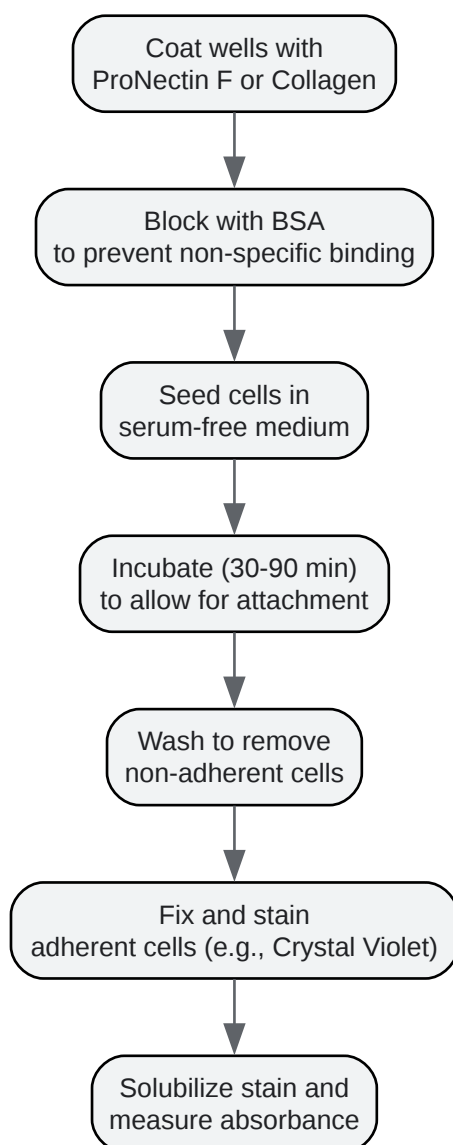 Coat wells with
ProNectin F or Collagen
Block with BSA
to prevent non-specific binding
Seed cells in
serum-free medium
Incubate (30-90 min)
to allow for attachment
Wash to remove
non-adherent cells
Fix and stain
adherent cells (e.g., Crystal Violet)
Solubilize stain and
measure absorbance